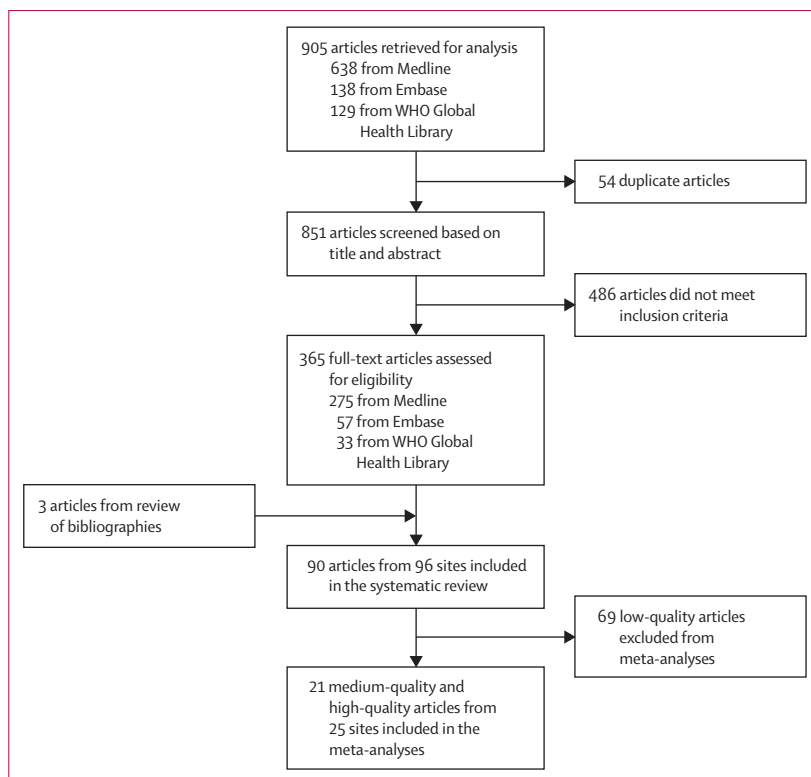 905 articles retrieved for analysis
638 from Medline
138 from Embase
129 from WHO Global
Health Library
54 duplicate articles
851 articles screened based on
title and abstract
486 articles did not meet
inclusion criteria
365 full-text articles assessed
for eligibility
275 from Medline
57 from Embase
33 from WHO Global
Health Library
3 articles from review
of bibliographies
90 articles from 96 sites included
in the systematic review
69 low-quality articles
excluded from
meta-analyses
21 medium-quality and
high-quality articles from
25 sites included in the
meta-analyses